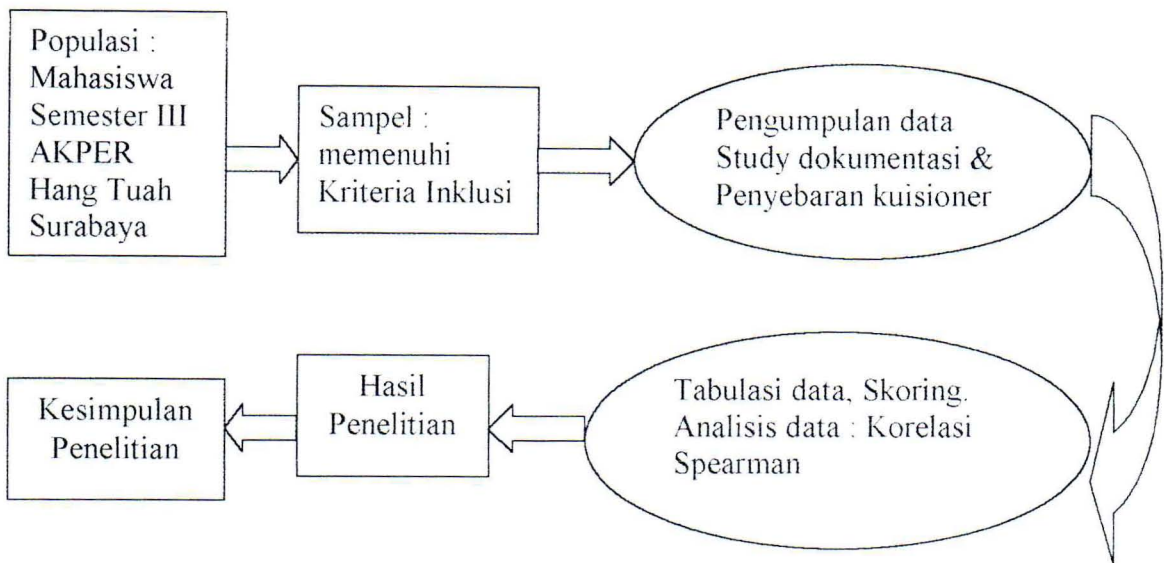 Populasi :
Mahasiswa
Semester III
AKPER
Hang Tuah
Surabaya
Sampel :
memenuhi
Kriteria Inklusi
Pengumpulan data
Study dokumentasi &
Penyebaran kuisioner
Tabulasi data, Skoring.
Analisis data : Korelasi
Spearman
Hasil
Penelitian
Kesimpulan
Penelitian